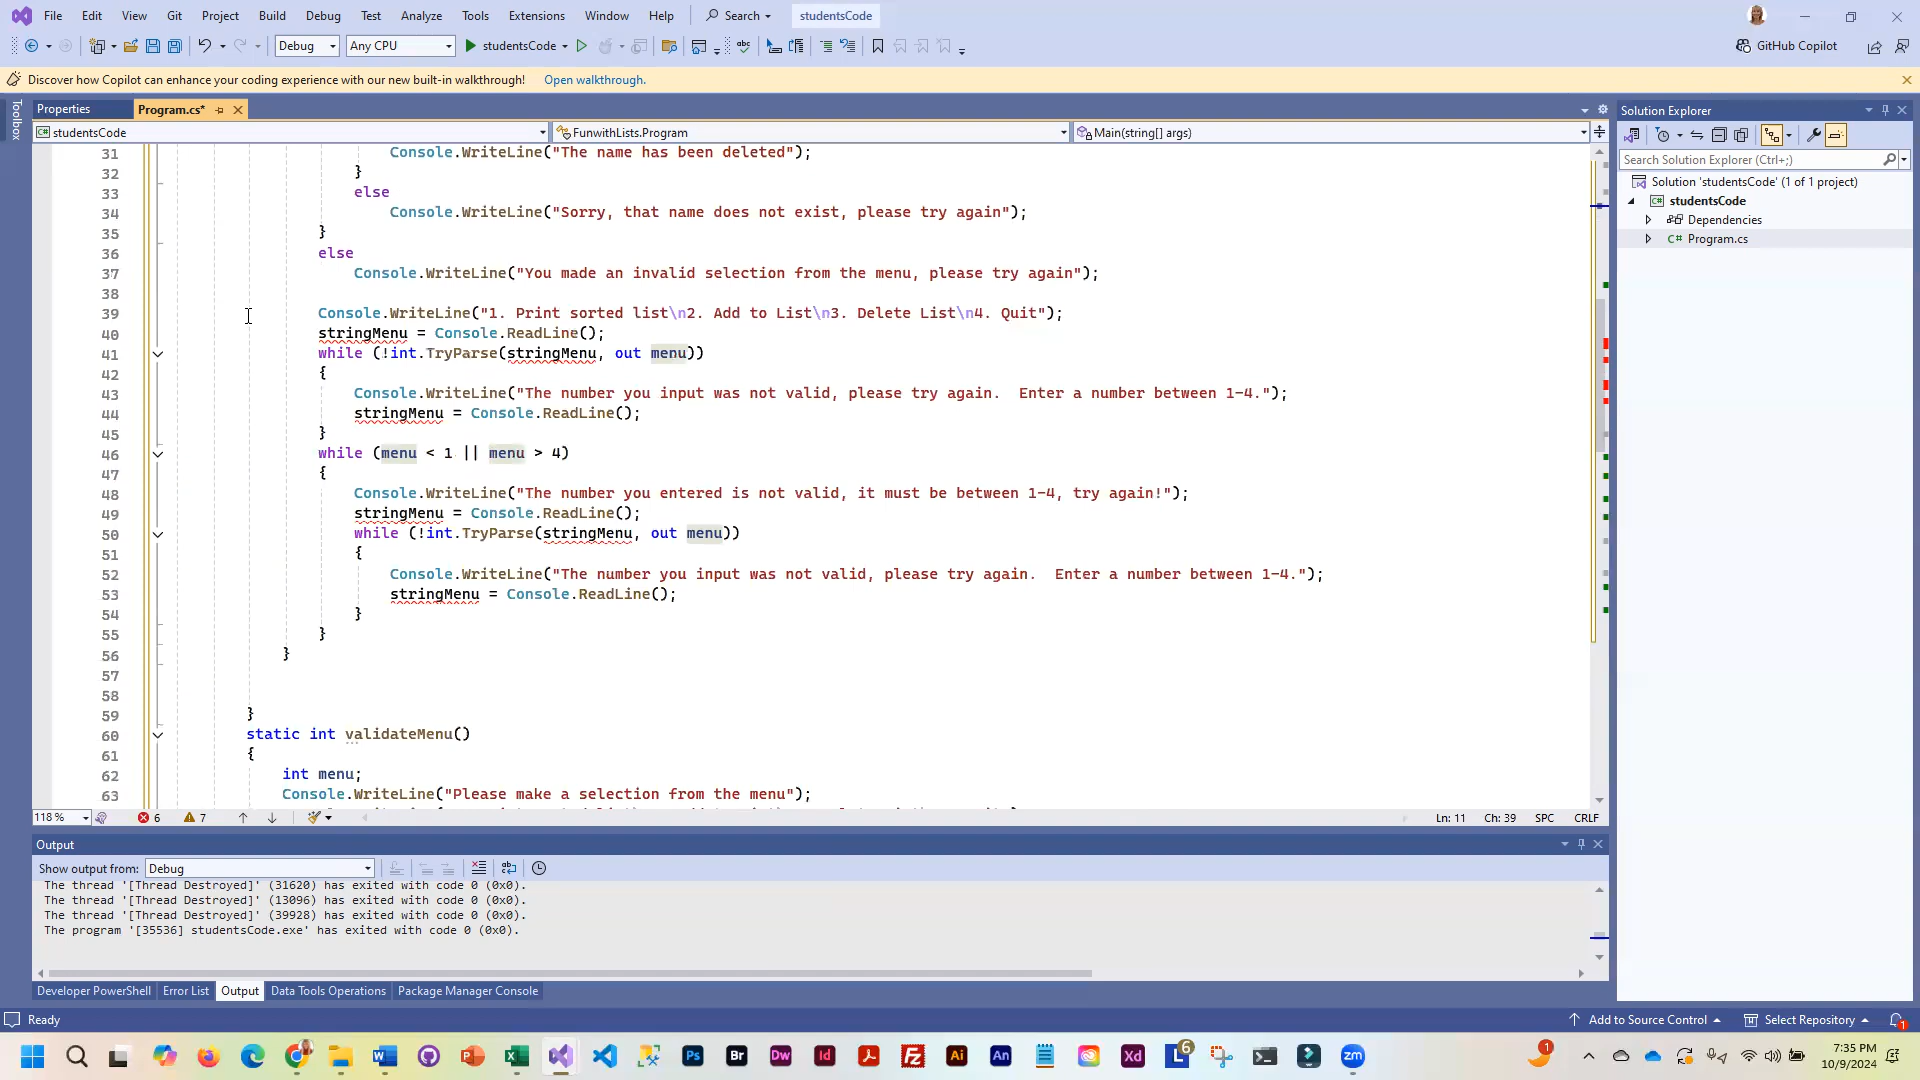 File Edit View Git Project Build Debug Test Analyze Tools Extensions Window Help Search studentsCode
Debug Any CPU studentsCode GitHub Copilot
Discover how Copilot can enhance your coding experience with our new built-in walkthrough! Open walkthrough.
Toolbox
Properties Program.cs*
studentsCode FunwithLists.Program Main(string[] args)
31 Console.WriteLine("The name has been deleted");
32 }
33 else
34 Console.WriteLine("Sorry, that name does not exist, please try again");
35 }
36 else
37 Console.WriteLine("You made an invalid selection from the menu, please try again");
38
39 Console.WriteLine("1. Print sorted list\n2. Add to List\n3. Delete List\n4. Quit");
40 stringMenu = Console.ReadLine();
41 while (!int.TryParse(stringMenu, out menu))
42 {
43 Console.WriteLine("The number you input was not valid, please try again.  Enter a number between 1-4.");
44 stringMenu = Console.ReadLine();
45 }
46 while (menu < 1 || menu > 4)
47 {
48 Console.WriteLine("The number you entered is not valid, it must be between 1-4, try again!");
49 stringMenu = Console.ReadLine();
50 while (!int.TryParse(stringMenu, out menu))
51 {
52 Console.WriteLine("The number you input was not valid, please try again.  Enter a number between 1-4.");
53 stringMenu = Console.ReadLine();
54 }
55 }
56 }
57
58
59 }
60 static int validateMenu()
61 {
62 int menu;
63 Console.WriteLine("Please make a selection from the menu");
118 % 6 7 Ln: 11 Ch: 39 SPC CRLF
Output
Show output from: Debug
The thread '[Thread Destroyed]' (31620) has exited with code 0 (0x0).
The thread '[Thread Destroyed]' (13096) has exited with code 0 (0x0).
The thread '[Thread Destroyed]' (39928) has exited with code 0 (0x0).
The program '[35536] studentsCode.exe' has exited with code 0 (0x0).
Developer PowerShell Error List Output Data Tools Operations Package Manager Console
Solution Explorer
Search Solution Explorer (Ctrl+;)
Solution 'studentsCode' (1 of 1 project)
studentsCode
Dependencies
C# Program.cs
Ready Add to Source Control Select Repository 1
Ps Br Dw Id Fz Ai An Xd L 6 zm 1
7:35 PM
10/9/2024